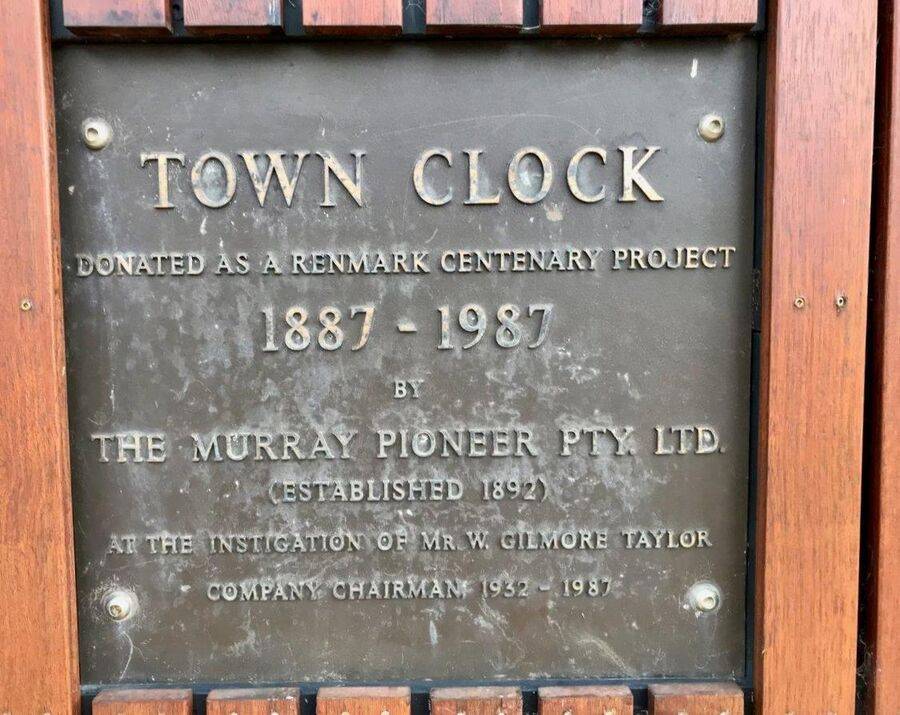 TOWN CLOCK
DONATED AS A RENMARK CENTENARY PROJECT
1887 - 1987
BY
THE MURRAY PIONEER PTY. LTD.
(ESTABLISHED 1892)
AT THE INSTIGATION OF MR. W. GILMORE TAYLOR
COMPANY CHAIRMAN, 1932 - 1987